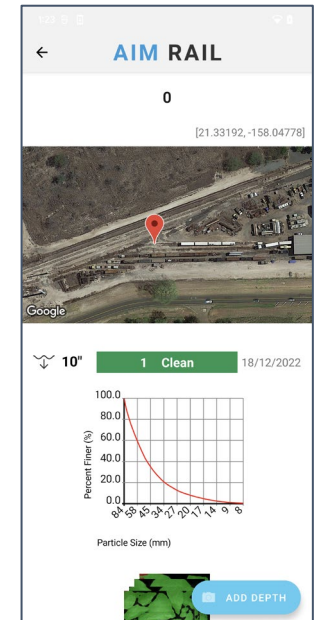 1:23
AIM RAIL
0
[21.33192, -158.04778]
Google
10" 1 Clean 18/12/2022
100.0
80.0
60.0
40.0
20.0
0.0
Percent Finer (%)
84 58 45 34 27 20 17 14 9 8
Particle Size (mm)
ADD DEPTH